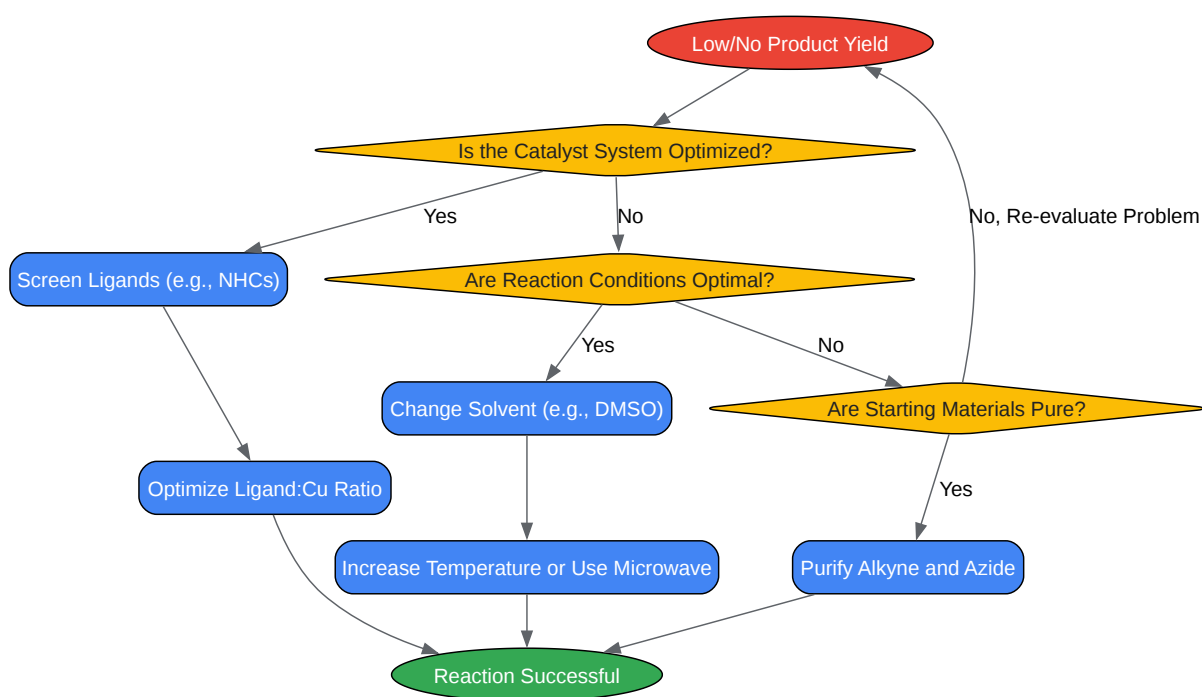 Low/No Product Yield
Is the Catalyst System Optimized?
Yes
No
No, Re-evaluate Problem
Screen Ligands (e.g., NHCs)
Are Reaction Conditions Optimal?
Yes
No
Change Solvent (e.g., DMSO)
Are Starting Materials Pure?
Optimize Ligand:Cu Ratio
Yes
Increase Temperature or Use Microwave
Purify Alkyne and Azide
Reaction Successful